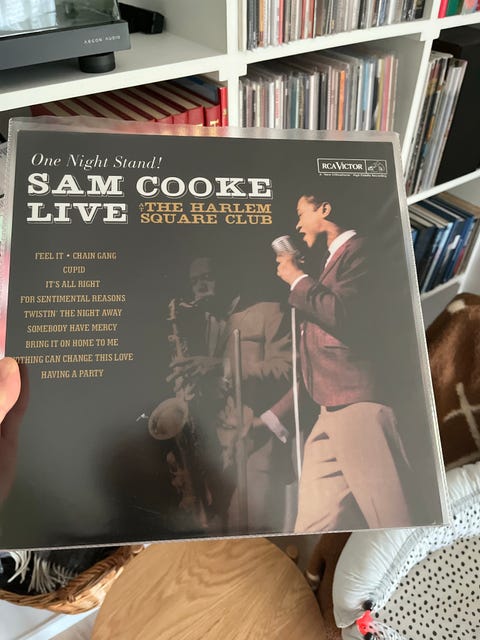 ARGON AUDIO
One Night Stand!
RCA VICTOR
SAM COOKE
LIVE AT THE HARLEM
SQUARE CLUB
FEEL IT • CHAIN GANG
CUPID
IT'S ALL RIGHT
FOR SENTIMENTAL REASONS
TWISTIN' THE NIGHT AWAY
SOMEBODY HAVE MERCY
BRING IT ON HOME TO ME
NOTHING CAN CHANGE THIS LOVE
HAVING A PARTY